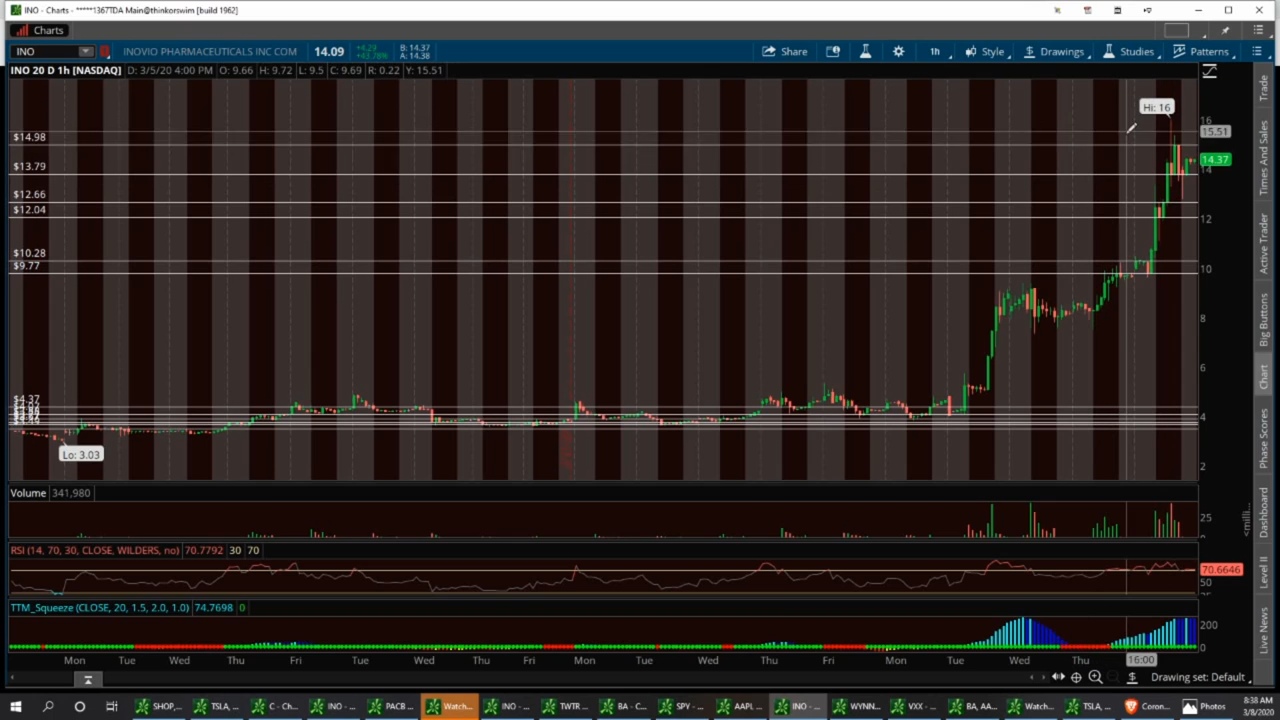 INO - Charts - *****1367TDA Main@thinkorswim [build 1962]
Charts
INO INOVIO PHARMACEUTICALS INC COM 14.09 +4.29 +43.78% B: 14.37 A: 14.38 Share 1h Style Drawings Studies Patterns
INO 20 D 1h [NASDAQ] D: 3/5/20 4:00 PM O: 9.66 H: 9.72 L: 9.5 C: 9.69 R: 0.22 Y: 15.51
Hi: 16
16
15.51
$14.98
14.37
14
$13.79
$12.66
$12.04
12
$10.28
$9.77
10
8
6
$4.37
4
Lo: 3.03
2
Volume 341,980
25
0
RSI (14, 70, 30, CLOSE, WILDERS, no) 70.7792 30 70
70.6646
50
TTM_Squeeze (CLOSE, 20, 1.5, 2.0, 1.0) 74.7698 0
200
0
Mon Tue Wed Thu Fri Tue Wed Thu Fri Mon Tue Wed Thu Fri Mon Tue Wed Thu 16:00
Drawing set: Default
Trade
Times And Sales
Active Trader
Big Buttons
Chart
Phase Scores
Dashboard
Level II
Live News
SHOP,... TSLA, ... C - Ch... INO - ... PACB ... Watch... INO - ... TWTR ... BA - C... SPY - ... AAPL ... INO - ... WYNN... VXX - ... BA, AA... Watch... TSLA, ... Coron... Photos
8:38 AM
3/8/2020